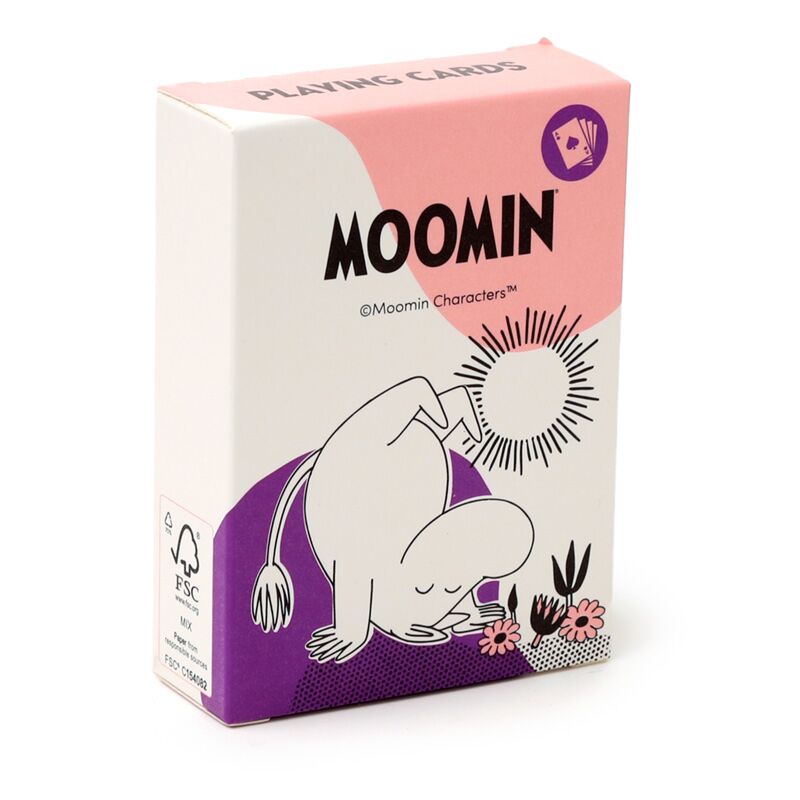 PLAYING CARDS
MOOMIN
©Moomin Characters™
FSC®
www.fsc.org
MIX
Paper from
responsible sources
FSC® C154082